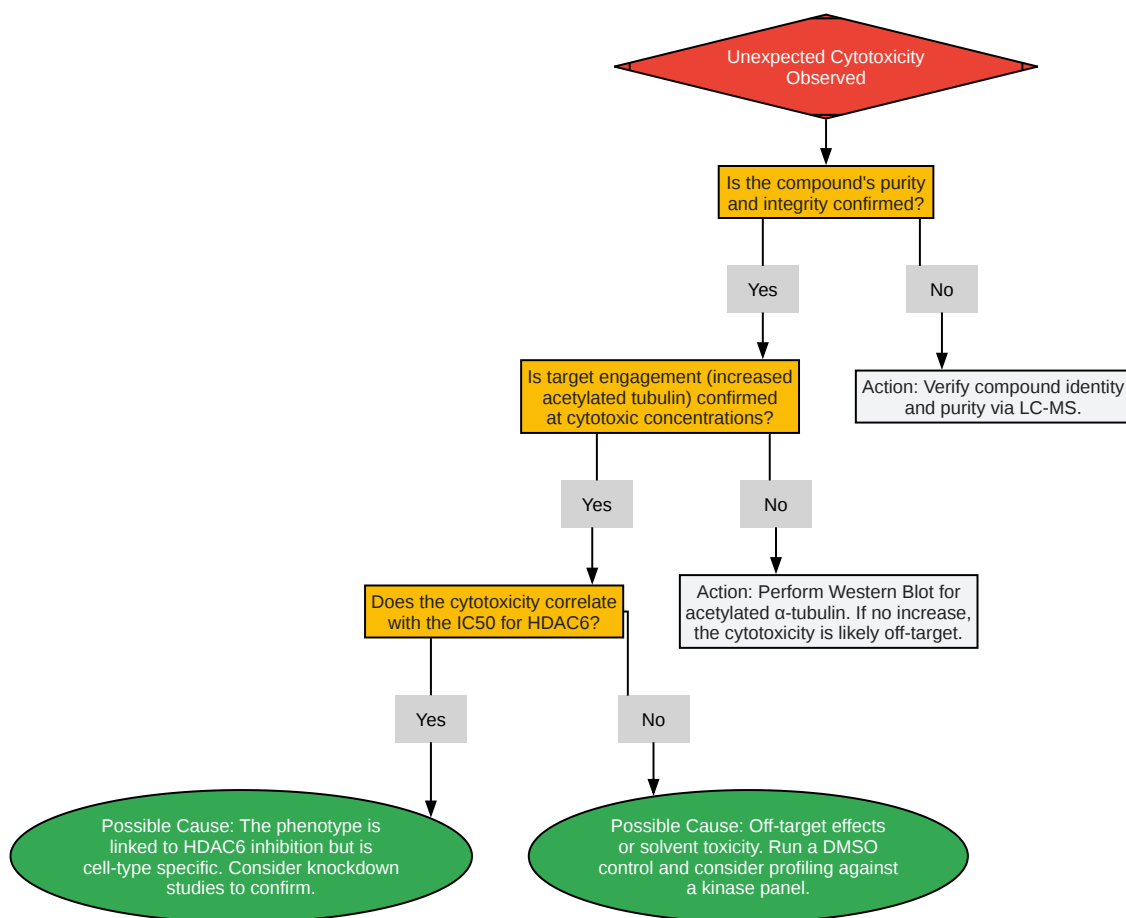 Unexpected Cytotoxicity
Observed
Is the compound's purity
and integrity confirmed?
Yes
No
Is target engagement (increased
acetylated tubulin) confirmed
at cytotoxic concentrations?
Action: Verify compound identity
and purity via LC-MS.
Yes
No
Does the cytotoxicity correlate
with the IC50 for HDAC6?
Action: Perform Western Blot for
acetylated α-tubulin. If no increase,
the cytotoxicity is likely off-target.
Yes
No
Possible Cause: The phenotype is
linked to HDAC6 inhibition but is
cell-type specific. Consider knockdown
studies to confirm.
Possible Cause: Off-target effects
or solvent toxicity. Run a DMSO
control and consider profiling against
a kinase panel.